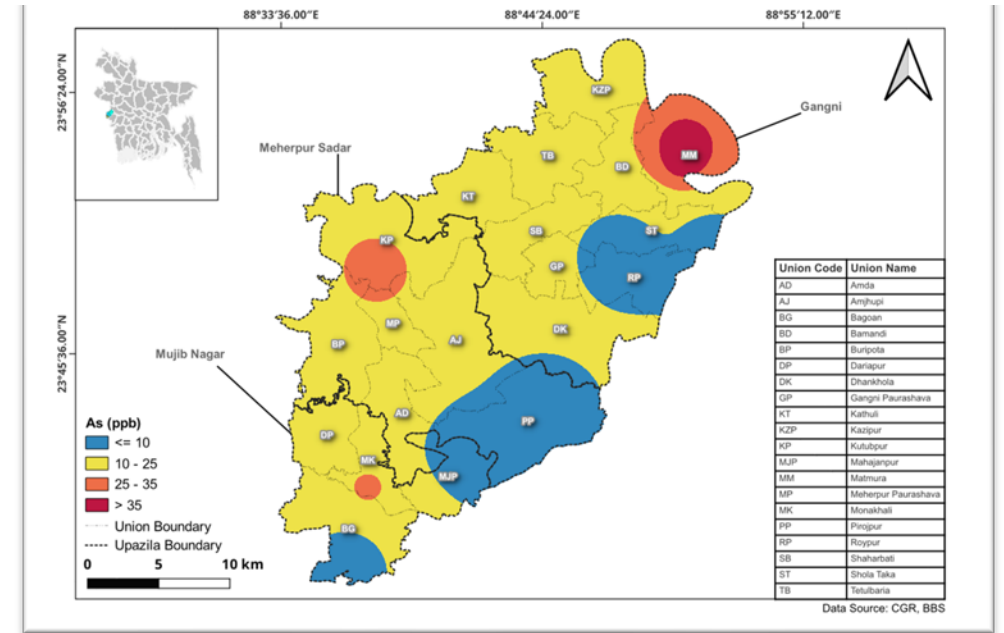 88°33′36.00″E 88°44′24.00″E 88°55′12.00″E
23°56′24.00″N
23°45′36.00″N
Gangni
Meherpur Sadar
Mujib Nagar
KZP
MM
TB
BD
KT
ST
SB
KP
GP
RP
MP
DK
AJ
BP
AD
PP
DP
MK
MJP
BG
As (ppb)
<= 10
10 - 25
25 - 35
> 35
Union Boundary
Upazila Boundary
0 5 10 km
Union Code Union Name
AD Amda
AJ Amjhupi
BG Bagoan
BD Bamandi
BP Buripota
DP Dariapur
DK Dhankhola
GP Gangni Paurashava
KT Kathuli
KZP Kazipur
KP Kutubpur
MJP Mahajanpur
MM Matmura
MP Meherpur Paurashava
MK Monakhali
PP Pirojpur
RP Roypur
SB Shaharbati
ST Shola Taka
TB Tetulbaria
Data Source: CGR, BBS